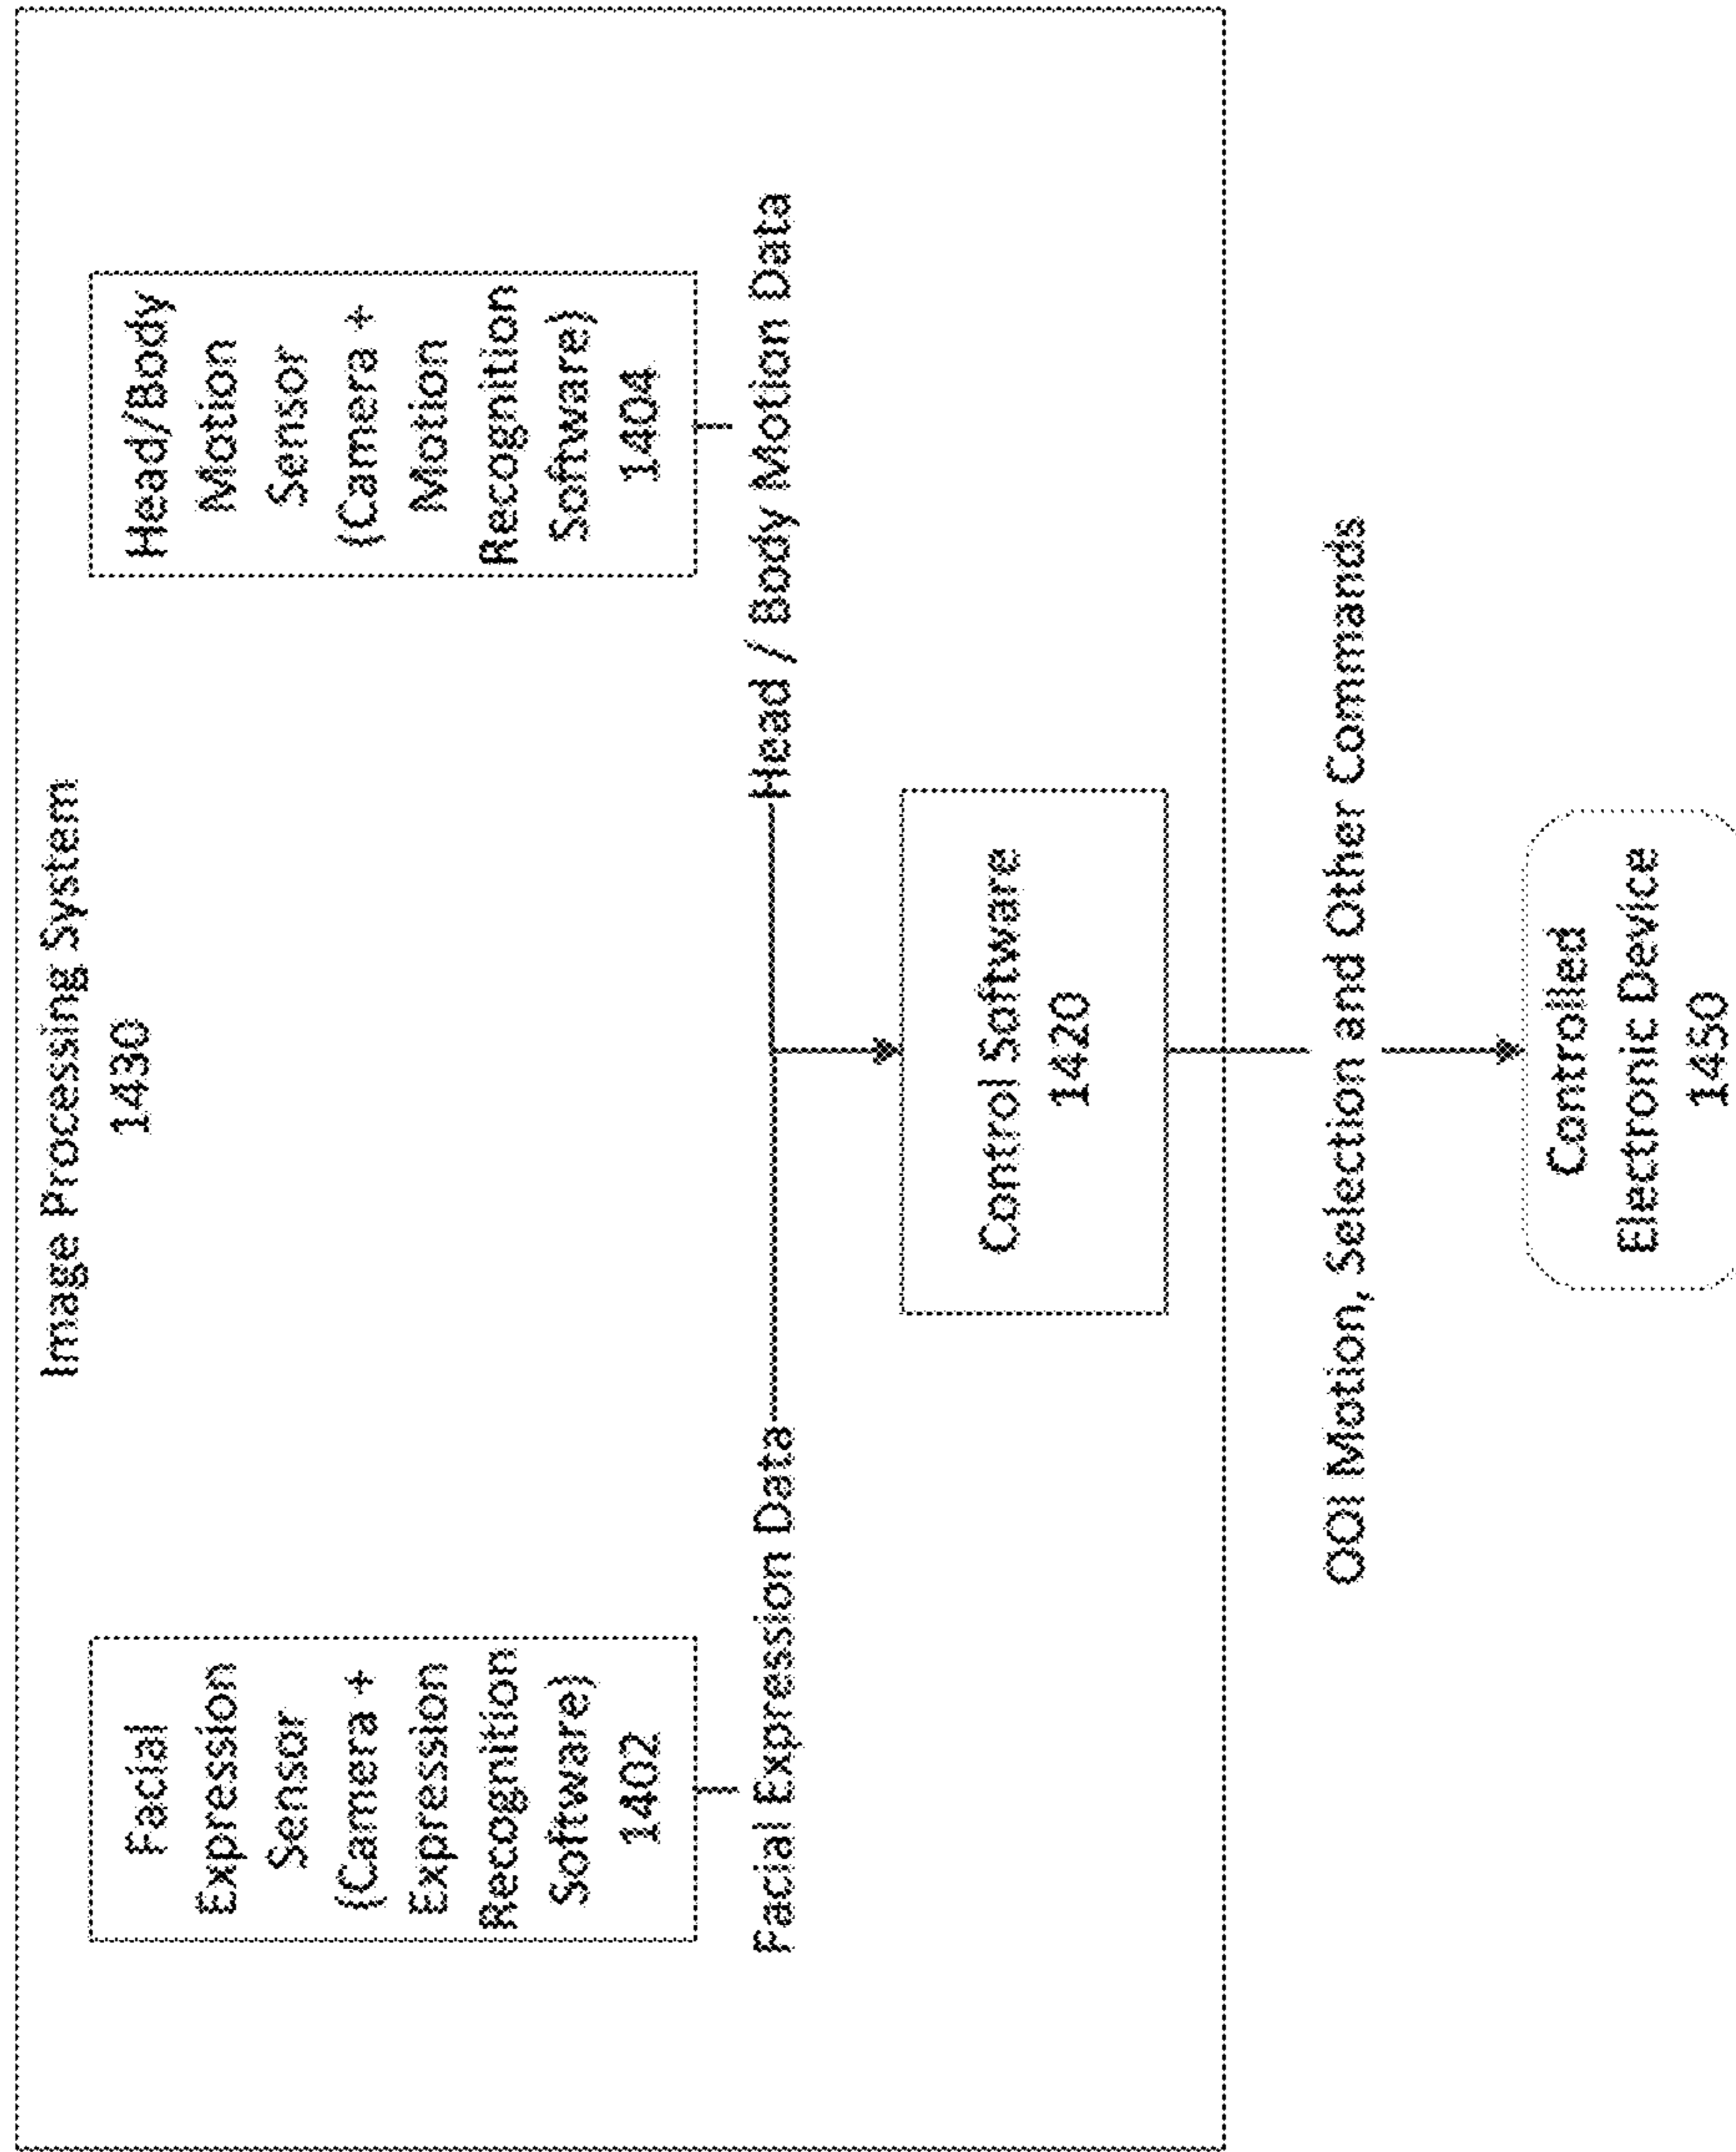 Image Processing System
1430
Facial
Expression
Sensor
(Camera +
Expression
Recognition
Software)
1402
Head/Body
Motion
Sensor
(Camera +
Motion
Recognition
Software)
1404
Facial Expression Data
Head / Body Motion Data
Control Software
1420
OOI Motion, Selection and Other Commands
Controlled
Electronic Device
1450